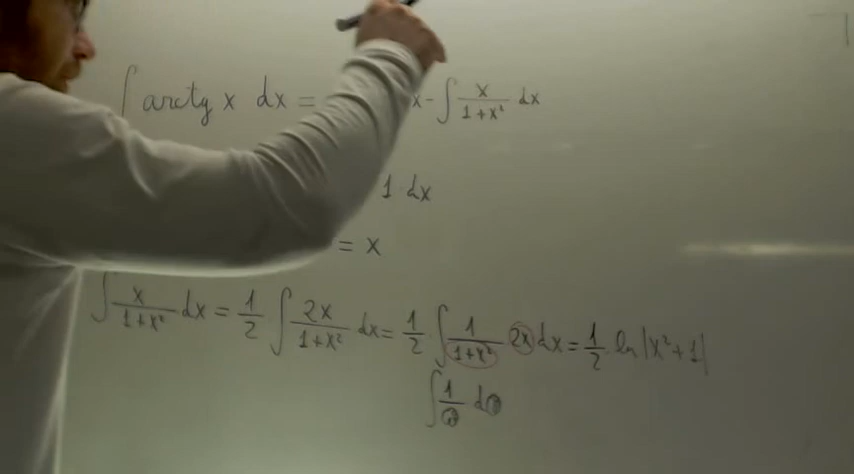 ∫ arctg x dx = x - ∫ x/(1+x²) dx
1·dx
= x
∫ x/(1+x²) dx = 1/2 ∫ 2x/(1+x²) dx = 1/2 ∫ 1/(1+x²) 2x dx = 1/2 ln|x²+1|
∫ 1/ d